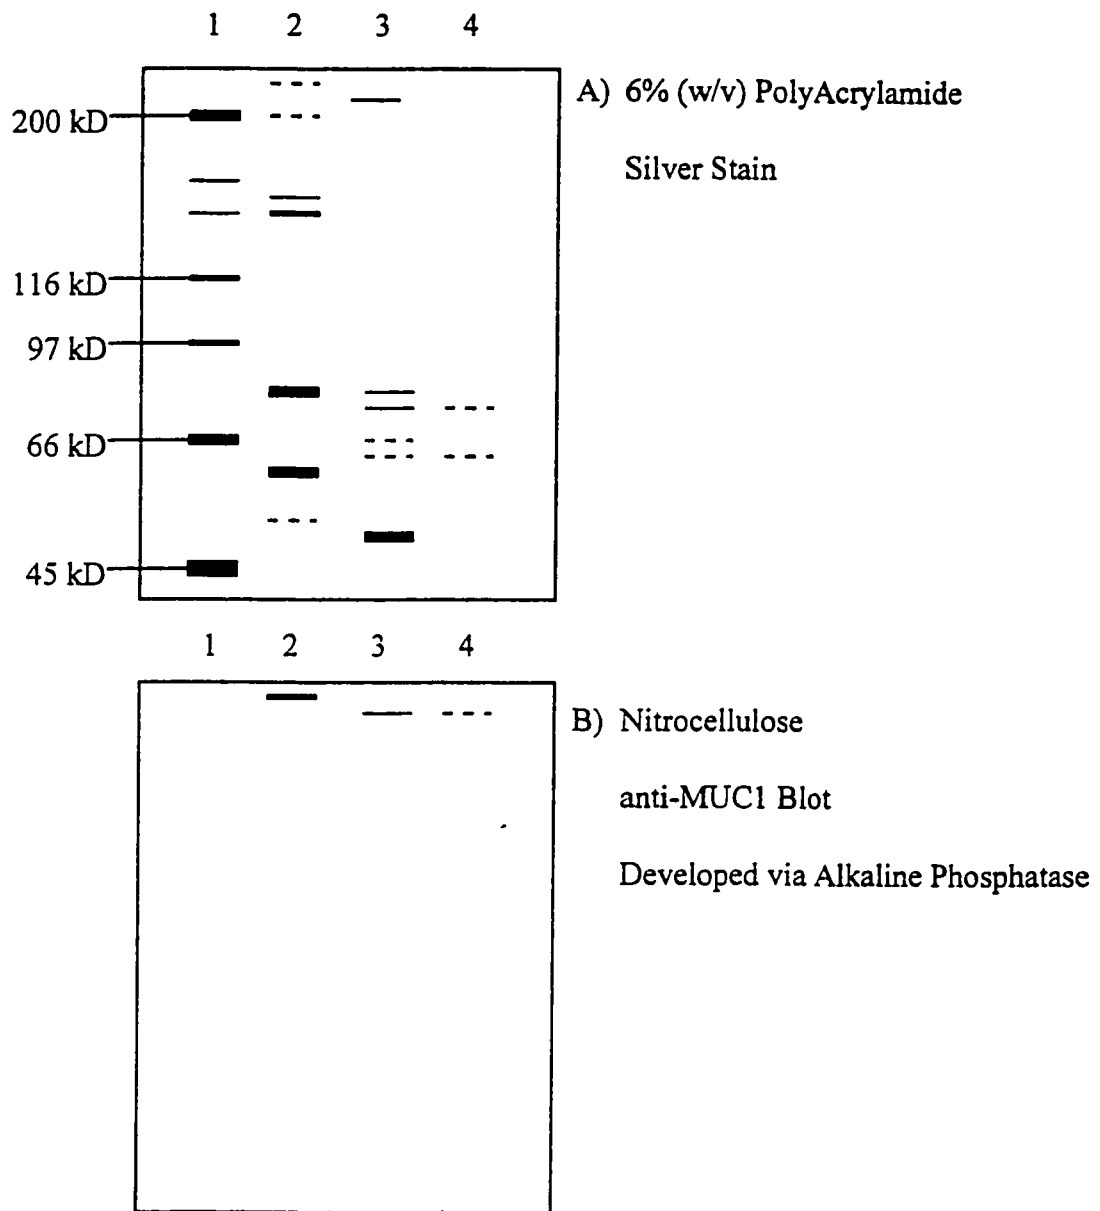 1 2 3 4
A) 6% (w/v) PolyAcrylamide
Silver Stain
200 kD
116 kD
97 kD
66 kD
45 kD
1 2 3 4
B) Nitrocellulose
anti-MUC1 Blot
Developed via Alkaline Phosphatase